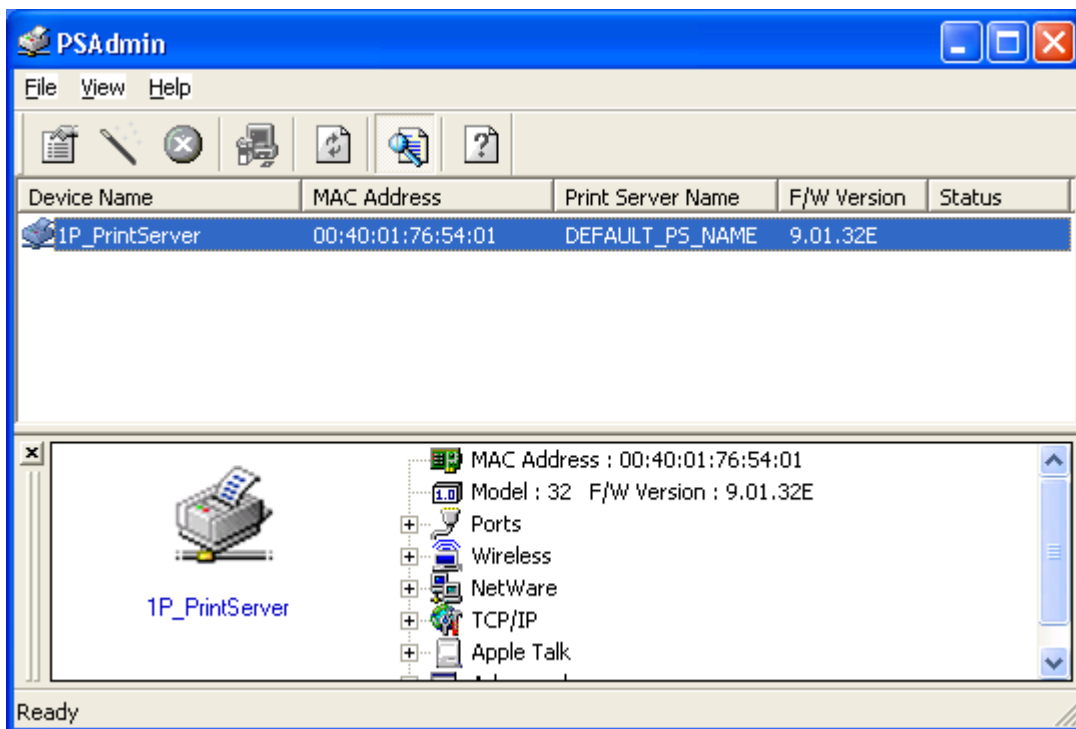 PSAdmin
File View Help
Device Name MAC Address Print Server Name F/W Version Status
1P_PrintServer 00:40:01:76:54:01 DEFAULT_PS_NAME 9.01.32E
MAC Address : 00:40:01:76:54:01
1.0 Model : 32 F/W Version : 9.01.32E
Ports
Wireless
NetWare
1P_PrintServer
TCP/IP
Apple Talk
Ready